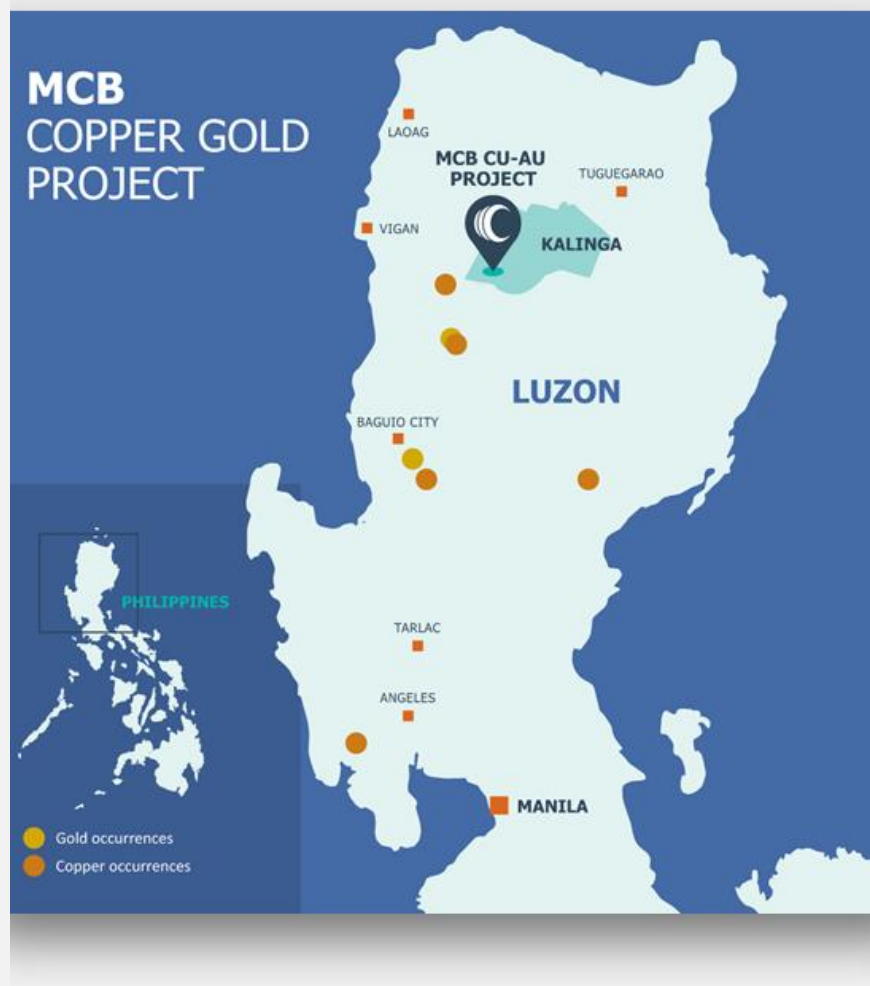 MCB
COPPER GOLD
PROJECT
LAOAG
MCB CU-AU
PROJECT
TUGUEGARAO
VIGAN
KALINGA
LUZON
BAGUIO CITY
PHILIPPINES
TARLAC
ANGELES
MANILA
Gold occurrences
Copper occurrences